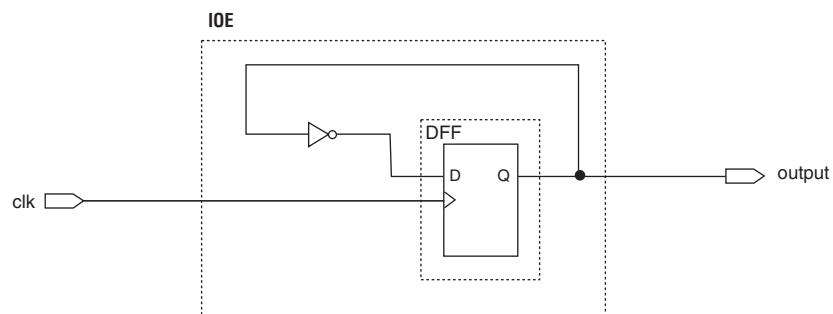 IOE
DFF
D Q
clk
output